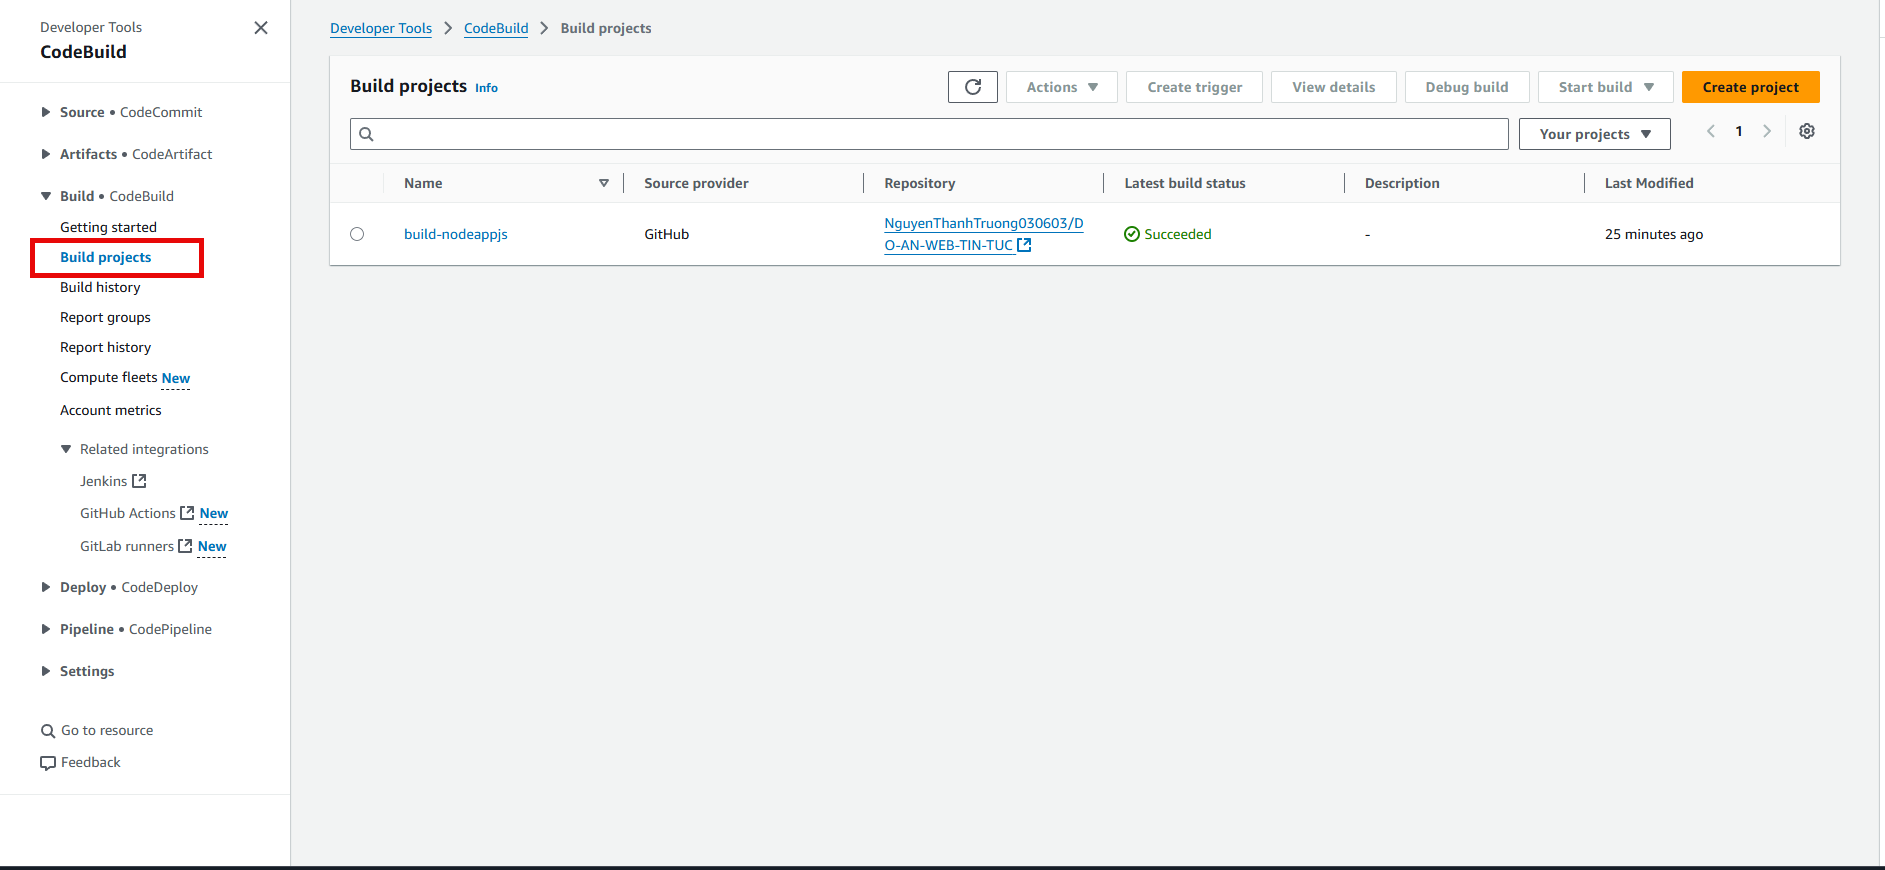 Developer Tools
CodeBuild
Source • CodeCommit
Artifacts • CodeArtifact
Build • CodeBuild
Getting started
Build projects
Build history
Report groups
Report history
Compute fleets New
Account metrics
Related integrations
Jenkins
GitHub Actions New
GitLab runners New
Deploy • CodeDeploy
Pipeline • CodePipeline
Settings
Go to resource
Feedback
Developer Tools > CodeBuild > Build projects
Build projects Info
Actions Create trigger View details Debug build Start build Create project
Your projects 1
Name Source provider Repository Latest build status Description Last Modified
build-nodeappjs GitHub NguyenThanhTruong030603/D
O-AN-WEB-TIN-TUC Succeeded - 25 minutes ago